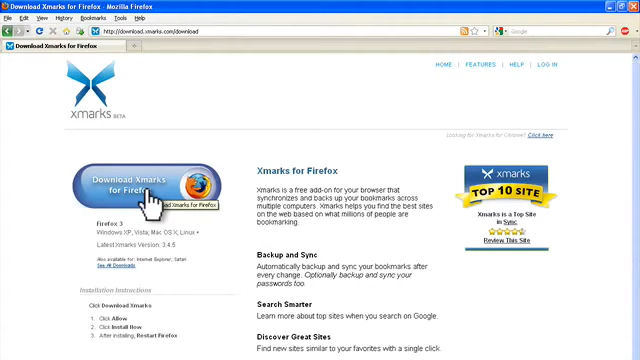 Download Xmarks for Firefox - Mozilla Firefox
File Edit View History Bookmarks Tools Help
http://download.xmarks.com/download
Google
Download Xmarks for Firefox
HOME | FEATURES | HELP | LOG IN
xmarks BETA
Looking for Xmarks for Chrome? Click here
Download Xmarks
for Firefox
Download Xmarks for Firefox
Firefox 3
Windows XP, Vista, Mac OS X, Linux •
Latest Xmarks Version: 3.4.5
Also available for: Internet Explorer, Safari
See All Downloads
Installation Instructions
Click Download Xmarks
1. Click Allow
2. Click Install Now
3. After installing, Restart Firefox
Xmarks for Firefox
Xmarks is a free add-on for your browser that
synchronizes and backs up your bookmarks across
multiple computers. Xmarks helps you find the best sites
on the web based on what millions of people are
bookmarking.
Backup and Sync
Automatically backup and sync your bookmarks after
every change. Optionally backup and sync your
passwords too.
Search Smarter
Learn more about top sites when you search on Google.
Discover Great Sites
Find new sites similar to your favorites with a single click.
xmarks
TOP 10 SITE
Xmarks is a Top Site
in Sync
Review This Site